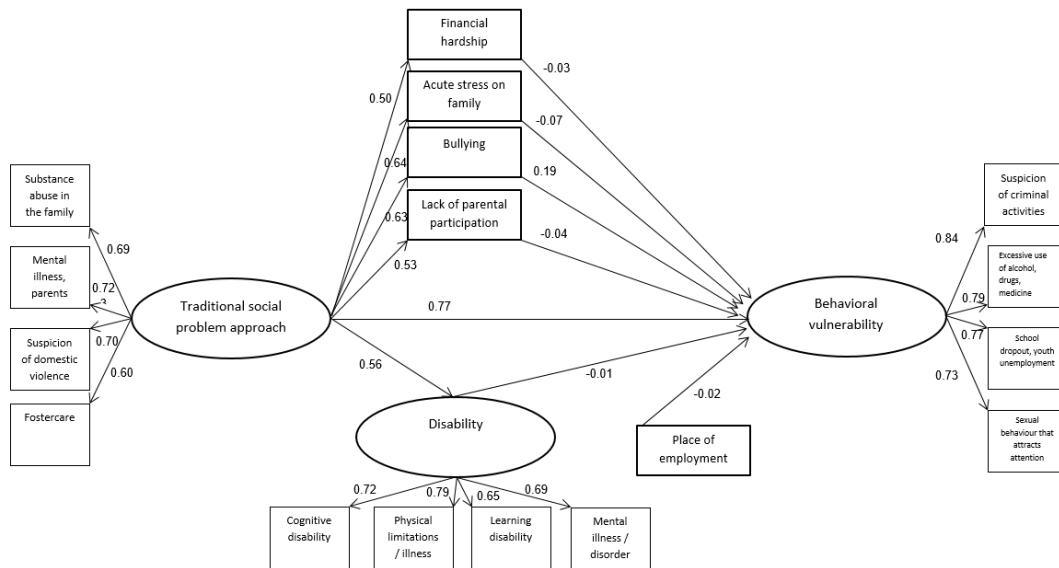 Financial
hardship
-0.03
Acute stress on
family
0.50
-0.07
Bullying
0.64
0.19
Substance
abuse in
the family
Suspicion
of criminal
activities
Lack of parental
participation
0.63
-0.04
0.53
0.69
0.84
Mental
illness,
parents
0.72
Excessive use
of alcohol,
drugs,
medicine
0.79
Traditional social
problem approach
0.77
Behavioral
vulnerability
Suspicion
of domestic
violence
0.70
0.77
School
dropout, youth
unemployment
0.60
0.56
-0.01
0.73
-0.02
Fostercare
Disability
Place of
employment
Sexual
behaviour that
attracts
attention
0.72
0.79
0.65
0.69
Cognitive
disability
Physical
limitations
/ illness
Learning
disability
Mental
illness /
disorder